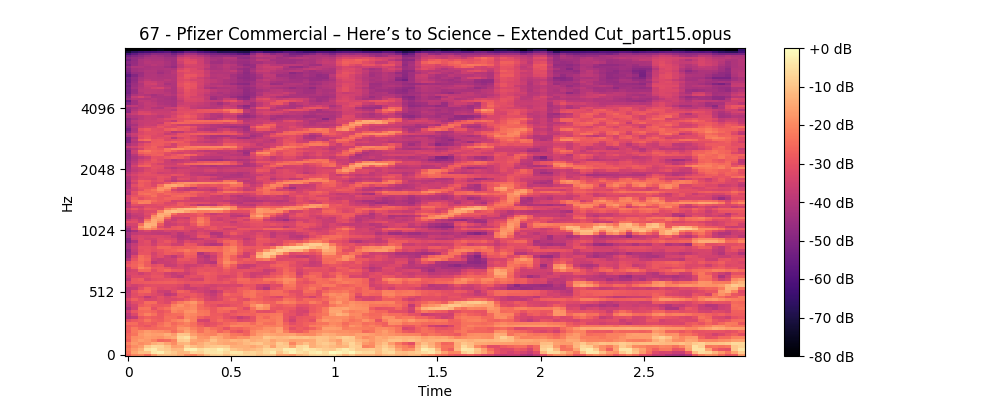 67 - Pfizer Commercial – Here’s to Science – Extended Cut_part15.opus
Hz
4096
2048
1024
512
0
0
0.5
1
1.5
2
2.5
Time
+0 dB
-10 dB
-20 dB
-30 dB
-40 dB
-50 dB
-60 dB
-70 dB
-80 dB